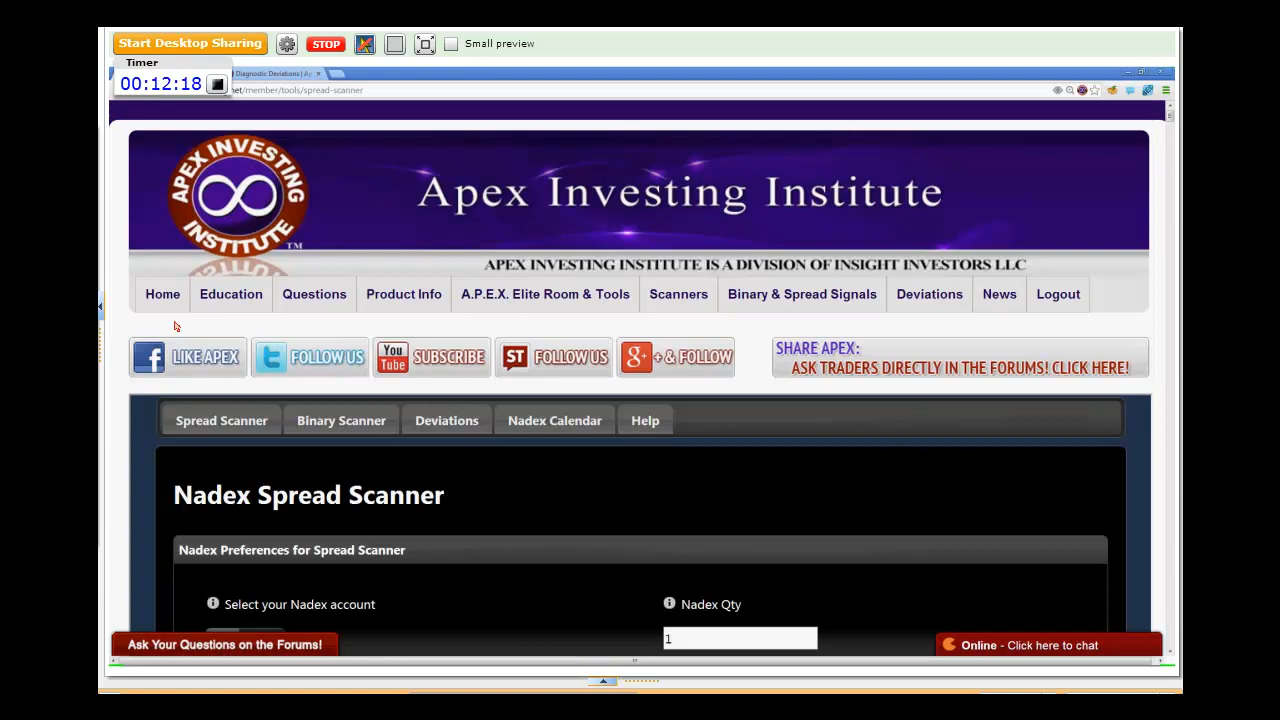 Start Desktop Sharing
STOP
Small preview
Timer
00:12:18
Diagnostic Deviations | Ap
net/member/tools/spread-scanner
APEX INVESTING
INSTITUTE
TM
Apex Investing Institute
APEX INVESTING INSTITUTE IS A DIVISION OF INSIGHT INVESTORS LLC
Home
Education
Questions
Product Info
A.P.E.X. Elite Room & Tools
Scanners
Binary & Spread Signals
Deviations
News
Logout
LIKE APEX
FOLLOW US
You Tube SUBSCRIBE
ST FOLLOW US
g+ + & FOLLOW
SHARE APEX:
ASK TRADERS DIRECTLY IN THE FORUMS! CLICK HERE!
Spread Scanner
Binary Scanner
Deviations
Nadex Calendar
Help
Nadex Spread Scanner
Nadex Preferences for Spread Scanner
Select your Nadex account
Nadex Qty
1
Ask Your Questions on the Forums!
Online - Click here to chat